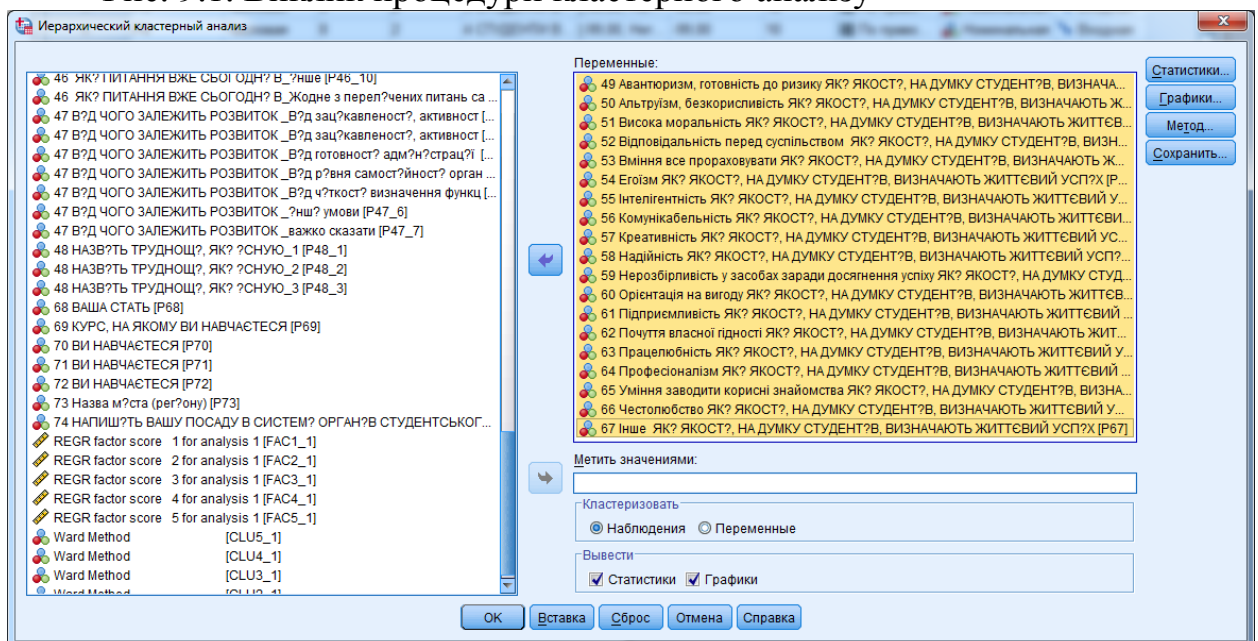 Рис. 9.1. Виклик процедури кластерного аналізу
Иерархический кластерный анализ
46 ЯК? ПИТАННЯ ВЖЕ СЬОГОДН? В_?нше [P46_10]
46 ЯК? ПИТАННЯ ВЖЕ СЬОГОДН? В_Жодне з перел?чених питань са ...
47 В?Д ЧОГО ЗАЛЕЖИТЬ РОЗВИТОК _В?д зац?кавленост?, активност [...
47 В?Д ЧОГО ЗАЛЕЖИТЬ РОЗВИТОК _В?д зац?кавленост?, активност [...
47 В?Д ЧОГО ЗАЛЕЖИТЬ РОЗВИТОК _В?д готовност? адм?н?страц?ї [...
47 В?Д ЧОГО ЗАЛЕЖИТЬ РОЗВИТОК _В?д р?вня самост?йност? орган ...
47 В?Д ЧОГО ЗАЛЕЖИТЬ РОЗВИТОК _В?д ч?ткост? визначення функц [...
47 В?Д ЧОГО ЗАЛЕЖИТЬ РОЗВИТОК _?нш? умови [P47_6]
47 В?Д ЧОГО ЗАЛЕЖИТЬ РОЗВИТОК _важко сказати [P47_7]
48 НАЗВ?ТЬ ТРУДНОЩ?, ЯК? ?СНУЮ_1 [P48_1]
48 НАЗВ?ТЬ ТРУДНОЩ?, ЯК? ?СНУЮ_2 [P48_2]
48 НАЗВ?ТЬ ТРУДНОЩ?, ЯК? ?СНУЮ_3 [P48_3]
68 ВАША СТАТЬ [P68]
69 КУРС, НА ЯКОМУ ВИ НАВЧАЄТЕСЯ [P69]
70 ВИ НАВЧАЄТЕСЯ [P70]
71 ВИ НАВЧАЄТЕСЯ [P71]
72 ВИ НАВЧАЄТЕСЯ [P72]
73 Назва м?ста (рег?ону) [P73]
74 НАПИШ?ТЬ ВАШУ ПОСАДУ В СИСТЕМ? ОРГАН?В СТУДЕНТСЬКОГ...
REGR factor score 1 for analysis 1 [FAC1_1]
REGR factor score 2 for analysis 1 [FAC2_1]
REGR factor score 3 for analysis 1 [FAC3_1]
REGR factor score 4 for analysis 1 [FAC4_1]
REGR factor score 5 for analysis 1 [FAC5_1]
Ward Method [CLU5_1]
Ward Method [CLU4_1]
Ward Method [CLU3_1]
Ward Method [CLU2_1]
Переменные:
49 Авантюризм, готовність до ризику ЯК? ЯКОСТ?, НА ДУМКУ СТУДЕНТ?В, ВИЗНАЧА...
50 Альтруїзм, безкорисливість ЯК? ЯКОСТ?, НА ДУМКУ СТУДЕНТ?В, ВИЗНАЧАЮТЬ Ж...
51 Висока моральність ЯК? ЯКОСТ?, НА ДУМКУ СТУДЕНТ?В, ВИЗНАЧАЮТЬ ЖИТТЄВ...
52 Відповідальність перед суспільством ЯК? ЯКОСТ?, НА ДУМКУ СТУДЕНТ?В, ВИЗН...
53 Вміння все прораховувати ЯК? ЯКОСТ?, НА ДУМКУ СТУДЕНТ?В, ВИЗНАЧАЮТЬ Ж...
54 Егоїзм ЯК? ЯКОСТ?, НА ДУМКУ СТУДЕНТ?В, ВИЗНАЧАЮТЬ ЖИТТЄВИЙ УСП?Х [P...
55 Інтелігентність ЯК? ЯКОСТ?, НА ДУМКУ СТУДЕНТ?В, ВИЗНАЧАЮТЬ ЖИТТЄВИЙ У...
56 Комунікабельність ЯК? ЯКОСТ?, НА ДУМКУ СТУДЕНТ?В, ВИЗНАЧАЮТЬ ЖИТТЄВИ...
57 Креативність ЯК? ЯКОСТ?, НА ДУМКУ СТУДЕНТ?В, ВИЗНАЧАЮТЬ ЖИТТЄВИЙ УС...
58 Надійність ЯК? ЯКОСТ?, НА ДУМКУ СТУДЕНТ?В, ВИЗНАЧАЮТЬ ЖИТТЄВИЙ УСП?...
59 Нерозбірливість у засобах заради досягнення успіху ЯК? ЯКОСТ?, НА ДУМКУ СТУД...
60 Орієнтація на вигоду ЯК? ЯКОСТ?, НА ДУМКУ СТУДЕНТ?В, ВИЗНАЧАЮТЬ ЖИТТЄВ...
61 Підприємливість ЯК? ЯКОСТ?, НА ДУМКУ СТУДЕНТ?В, ВИЗНАЧАЮТЬ ЖИТТЄВИЙ ...
62 Почуття власної гідності ЯК? ЯКОСТ?, НА ДУМКУ СТУДЕНТ?В, ВИЗНАЧАЮТЬ ЖИТ...
63 Працелюбність ЯК? ЯКОСТ?, НА ДУМКУ СТУДЕНТ?В, ВИЗНАЧАЮТЬ ЖИТТЄВИЙ У...
64 Професіоналізм ЯК? ЯКОСТ?, НА ДУМКУ СТУДЕНТ?В, ВИЗНАЧАЮТЬ ЖИТТЄВИЙ ...
65 Уміння заводити корисні знайомства ЯК? ЯКОСТ?, НА ДУМКУ СТУДЕНТ?В, ВИЗНА...
66 Честолюбство ЯК? ЯКОСТ?, НА ДУМКУ СТУДЕНТ?В, ВИЗНАЧАЮТЬ ЖИТТЄВИЙ У...
67 Інше ЯК? ЯКОСТ?, НА ДУМКУ СТУДЕНТ?В, ВИЗНАЧАЮТЬ ЖИТТЄВИЙ УСП?Х [P67]
Метить значениями:
Кластеризовать
Наблюдения Переменные
Вывести
Статистики Графики
Статистики...
Графики...
Метод...
Сохранить...
OK Вставка Сброс Отмена Справка